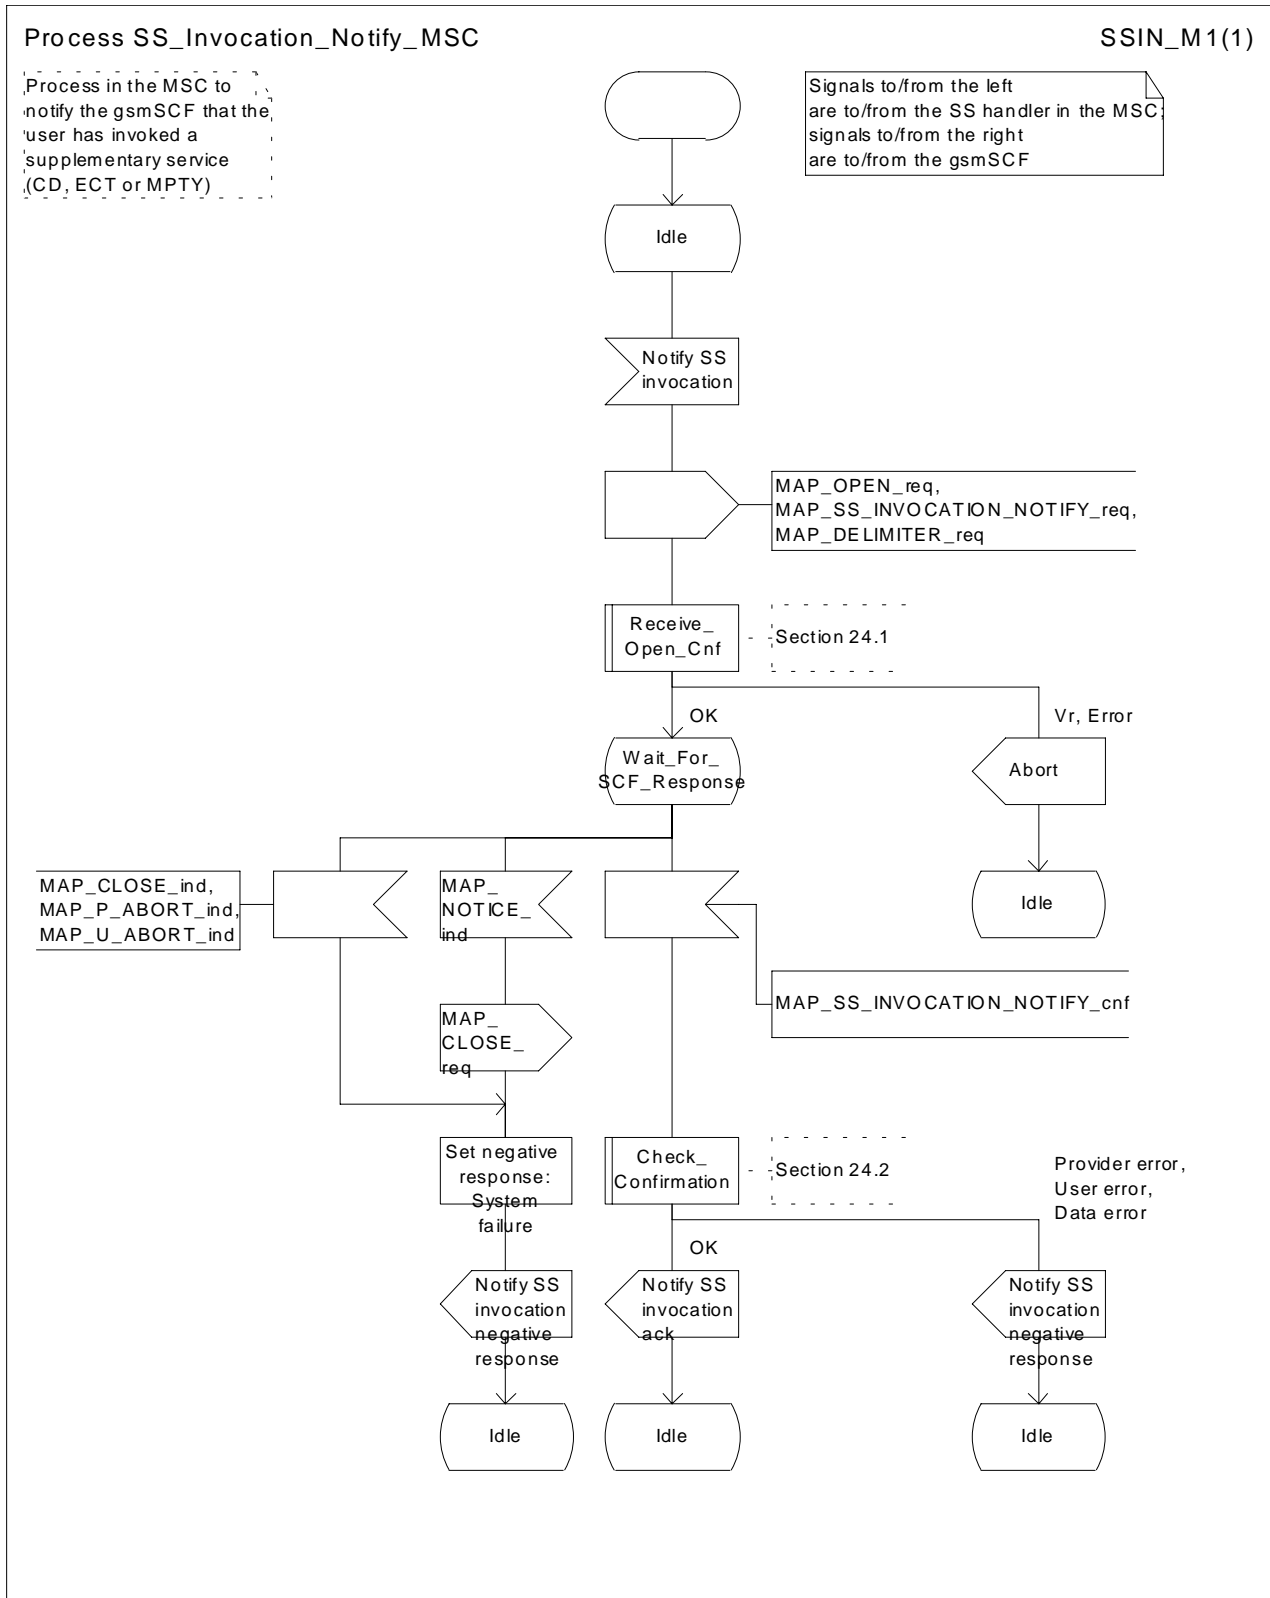 Process SS_Invocation_Notify_MSC
SSIN_M1(1)
Process in the MSC to
notify the gsmSCF that the
user has invoked a
supplementary service
(CD, ECT or MPTY)
Signals to/from the left
are to/from the SS handler in the MSC;
signals to/from the right
are to/from the gsmSCF
Idle
Notify SS
invocation
MAP_OPEN_req,
MAP_SS_INVOCATION_NOTIFY_req,
MAP_DELIMITER_req
Receive_
Open_Cnf
Section 24.1
OK
Vr, Error
Wait_For_
SCF_Response
Abort
MAP_CLOSE_ind,
MAP_P_ABORT_ind,
MAP_U_ABORT_ind
MAP_
NOTICE_
ind
Idle
MAP_SS_INVOCATION_NOTIFY_cnf
MAP_
CLOSE_
req
Set negative
response:
System
failure
Check_
Confirmation
Section 24.2
Provider error,
User error,
Data error
OK
Notify SS
invocation
negative
response
Notify SS
invocation
ack
Notify SS
invocation
negative
response
Idle
Idle
Idle